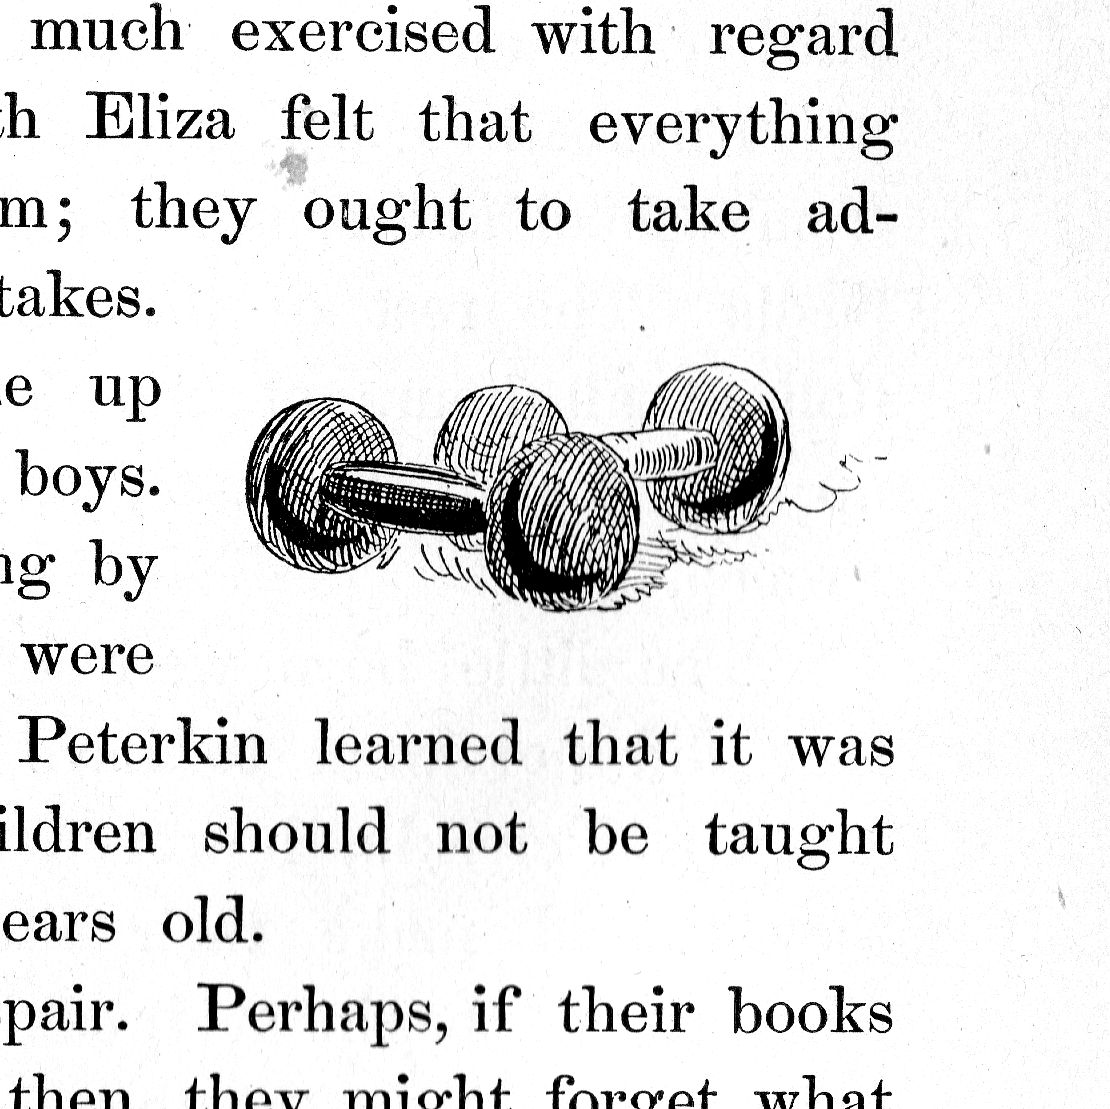 much exercised with regard
h Eliza felt that everything
m; they ought to take ad-
takes.
e up
boys.
g by
were
Peterkin learned that it was
ildren should not be taught
ears old.
pair. Perhaps, if their books
then they might forget what